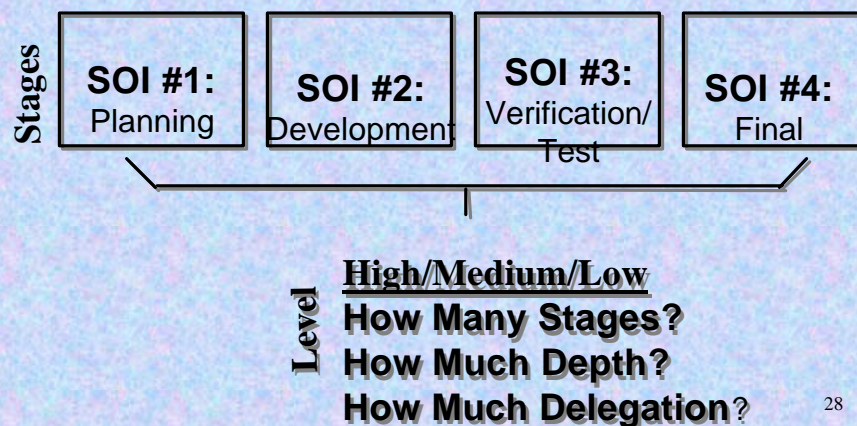 Stages
SOI #1:
Planning
SOI #2:
Development
SOI #3:
Verification/
Test
SOI #4:
Final
Level
High/Medium/Low
How Many Stages?
How Much Depth?
How Much Delegation?
28